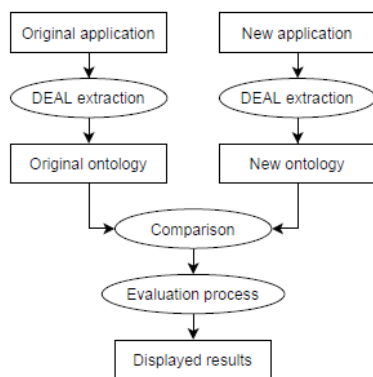 Original application
New application
DEAL extraction
DEAL extraction
Original ontology
New ontology
Comparison
Evaluation process
Displayed results